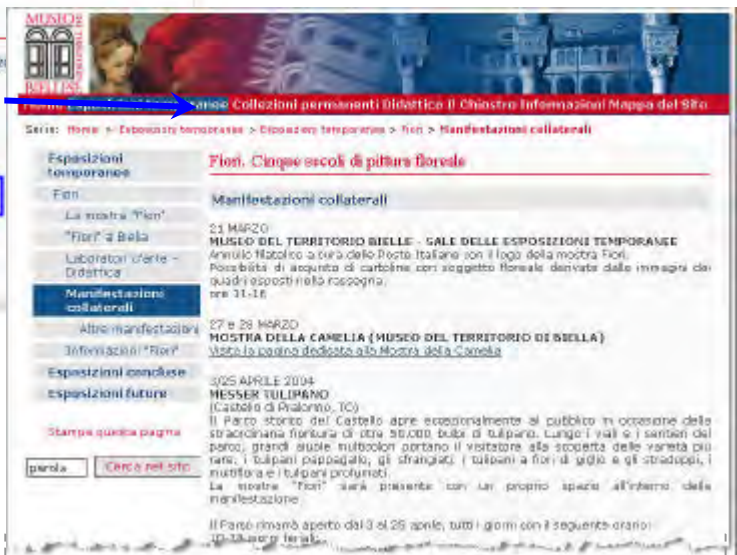 MUSEO
DEL TERRITORIO
BIELLESE
Home Esposizioni temporanee Collezioni permanenti Didattica Il Chiostro Informazioni Mappa del Sito
Sei in: Home > Esposizioni temporanee > Esposizioni temporanee > Fiori > Manifestazioni collaterali
Esposizioni
temporanee
Fiori
La mostra "Fiori"
"Fiori" a Biella
Laboratori d'arte -
Didattica
Manifestazioni
collaterali
Altre manifestazioni
Informazioni "Fiori"
Esposizioni concluse
Esposizioni future
Stampa questa pagina
parola Cerca nel sito
Fiori. Cinque secoli di pittura floreale
Manifestazioni collaterali
21 MARZO
MUSEO DEL TERRITORIO BIELLE - SALE DELLE ESPOSIZIONI TEMPORANEE
Annullo filatelico a cura delle Poste Italiane con il logo della mostra Fiori.
Possibilità di acquisto di cartoline con soggetto floreale derivate dalle immagini dei
quadri esposti nella rassegna.
ore 11-16
27 e 28 MARZO
MOSTRA DELLA CAMELIA (MUSEO DEL TERRITORIO DI BIELLA)
Visita la pagina dedicata alla Mostra della Camelia
3/25 APRILE 2004
MESSER TULIPANO
(Castello di Pralormo, TO)
Il Parco storico del Castello apre eccezionalmente al pubblico in occasione della
straordinaria fioritura di oltre 50.000 bulbi di tulipano. Lungo i viali e i sentieri del
parco, grandi aiuole multicolori portano il visitatore alla scoperta delle varietà più
rare: i tulipani pappagallo, gli sfrangiati, i tulipani a fiori di giglio e gli stradoppi, i
multiflora e i tulipani profumati.
La mostra "Fiori" sarà presente con un proprio spazio all'interno della
manifestazione
Il Parco rimarrà aperto dal 3 al 25 aprile, tutti i giorni con il seguente orario:
10-18 nei feriali